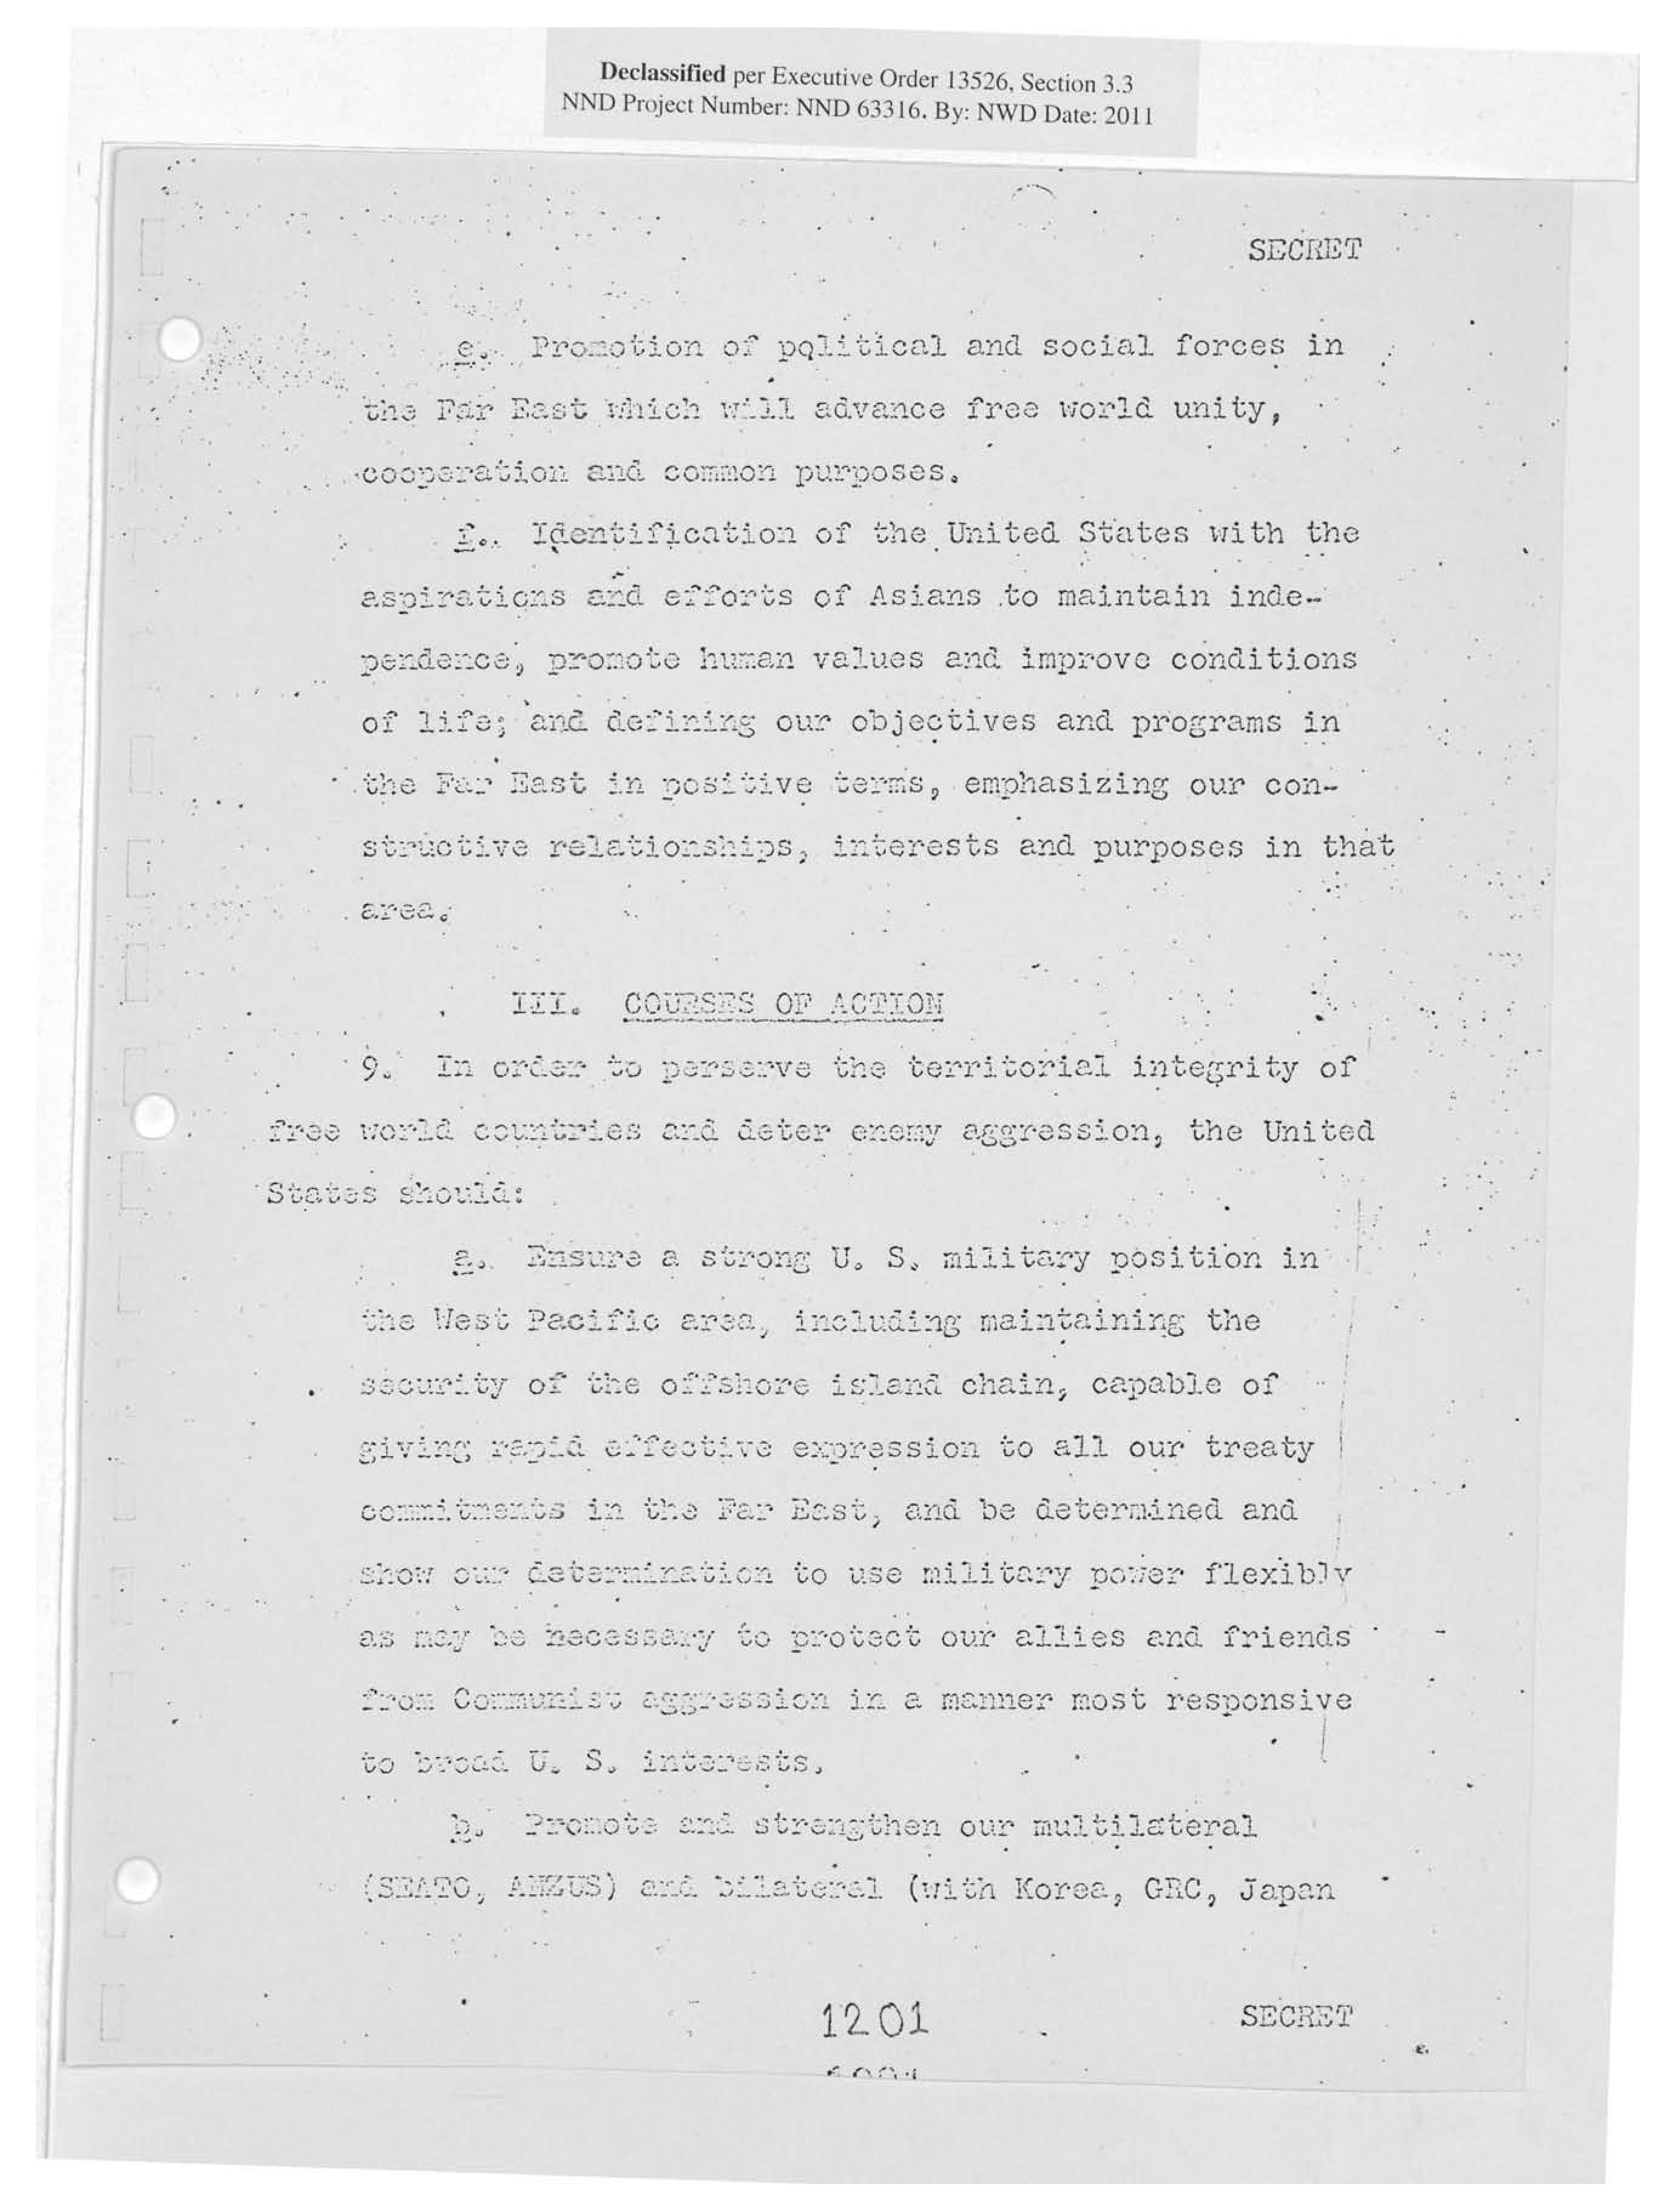 Declassified per Executive Order 13526, Section 3.3
NND Project Number: NND 63316. By: NWD Date: 2011
SECRET
e. Promotion of political and social forces in
the Far East which will advance free world unity,
cooperation and common purposes.
f. Identification of the United States with the
aspirations and efforts of Asians to maintain inde-
pendence, promote human values and improve conditions
of life; and defining our objectives and programs in
the Far East in positive terms, emphasizing our con-
structive relationships, interests and purposes in that
area.
III. COURSES OF ACTION
9. In order to perserve the territorial integrity of
free world countries and deter enemy aggression, the United
States should:
a. Ensure a strong U. S. military position in
the West Pacific area, including maintaining the
security of the offshore island chain, capable of
giving rapid effective expression to all our treaty
commitments in the Far East, and be determined and
show our determination to use military power flexibly
as may be necessary to protect our allies and friends
from Communist aggression in a manner most responsive
to broad U. S. interests.
b. Promote and strengthen our multilateral
(SEATO, ANZUS) and bilateral (with Korea, GRC, Japan
1201
SECRET